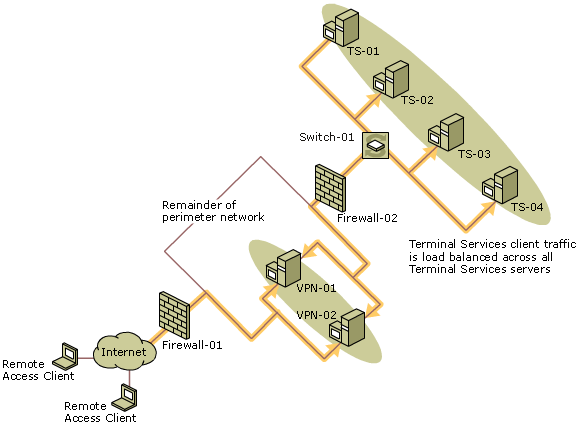 TS-01
TS-02
Switch-01
TS-03
TS-04
Remainder of
perimeter network
Firewall-02
Terminal Services client traffic
is load balanced across all
Terminal Services servers
VPN-01
VPN-02
Firewall-01
Internet
Remote
Access Client
Remote
Access Client